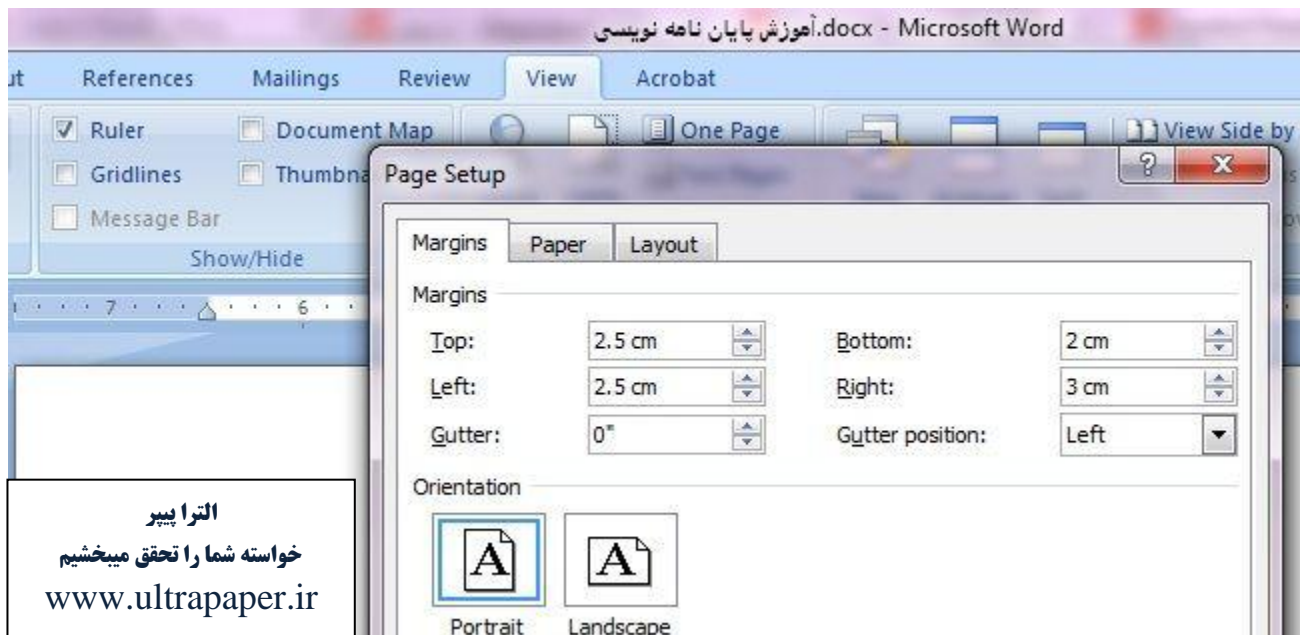 آموزش پایان نامه نویسی.docx - Microsoft Word
References Mailings Review View Acrobat
Ruler Document Map One Page View Side by
Gridlines
Message Bar
Show/Hide
7 6
Page Setup
Margins Paper Layout
Margins
Top: 2.5 cm Bottom: 2 cm
Left: 2.5 cm Right: 3 cm
Gutter: 0" Gutter position: Left
Orientation
A A
Portrait Landscape
الترا پیپر
خواسته شما را تحقق میبخشیم
www.ultrapaper.ir